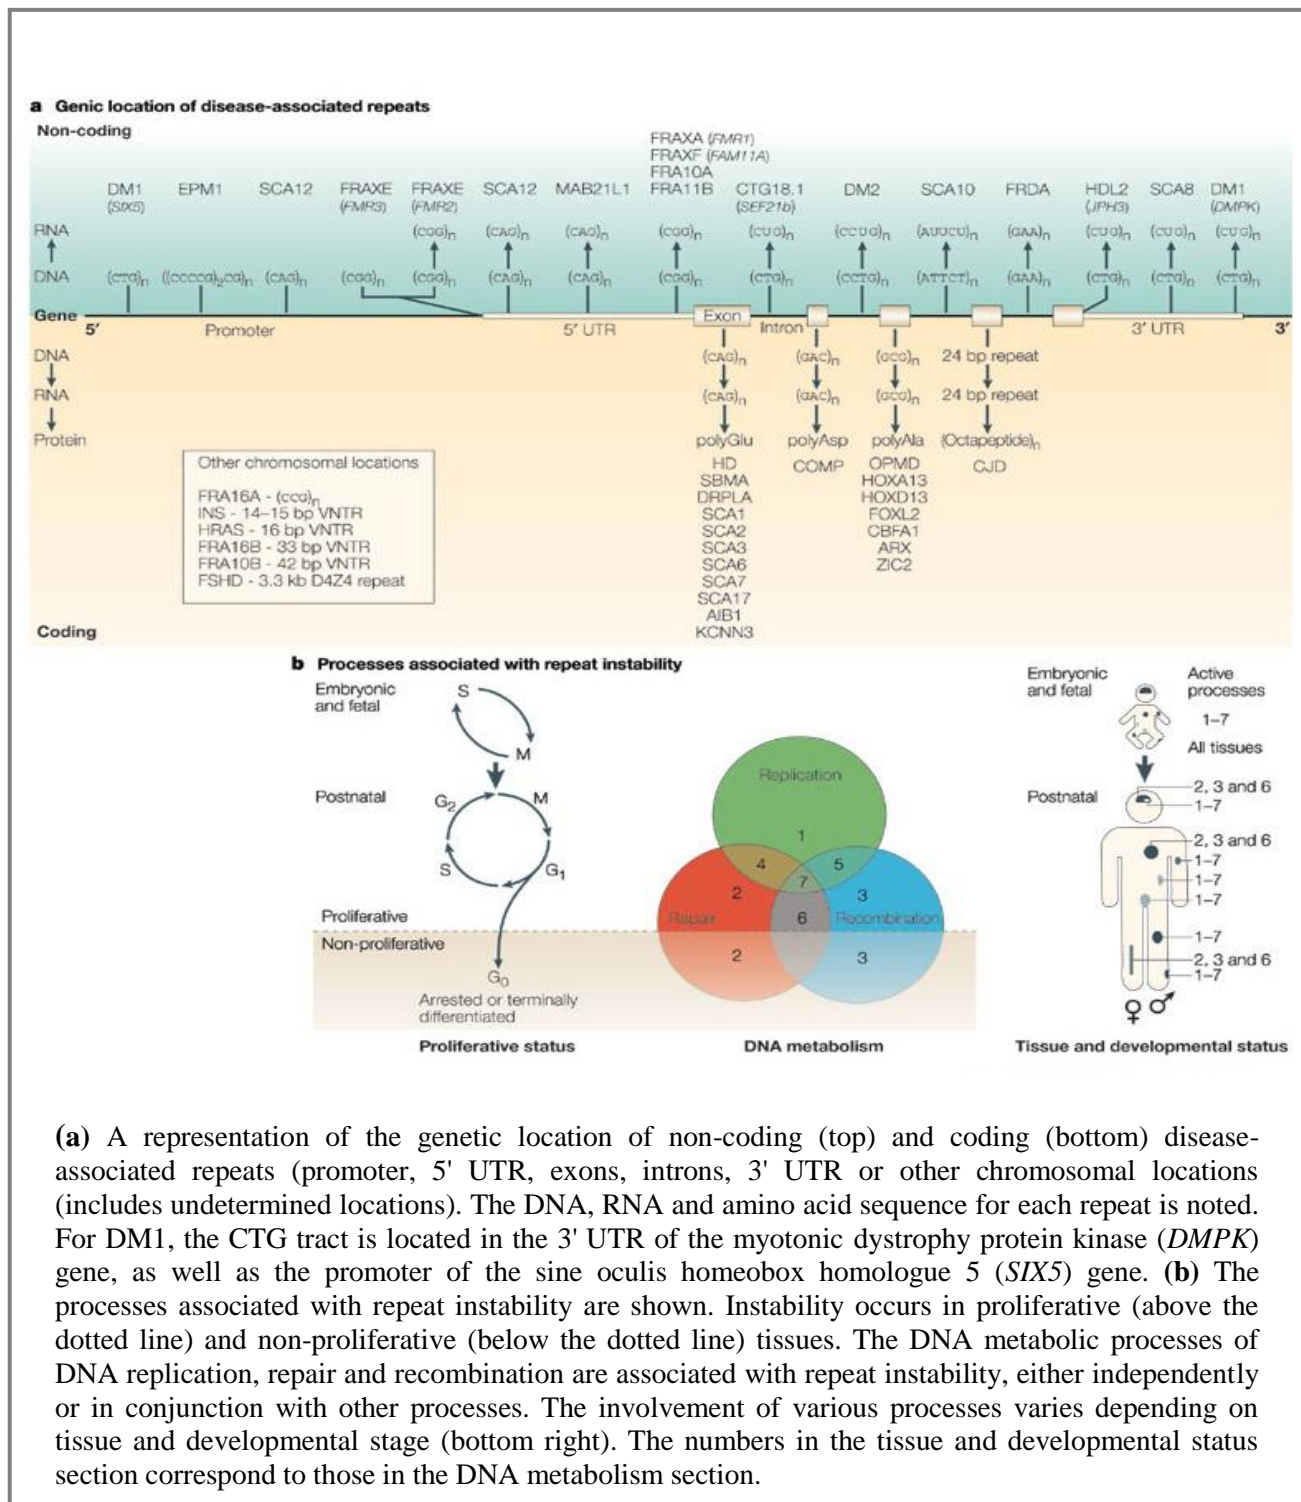 a Genic location of disease-associated repeats
Non-coding
FRAXA (FMR1)
FRAXF (FAM11A)
FRA10A
DM1 EPM1 SCA12 FRAXE FRAXE SCA12 MAB21L1 FRA11B CTG18.1 DM2 SCA10 FRDA HDL2 SCA8 DM1
(SIX5) (FMR3) (FMR2) (SEF21b) (JPH3) (DMPK)
RNA (CGG)n (CAG)n (CAG)n (CGG)n (CUG)n (CCUG)n (AUUCU)n (GAA)n (CUG)n (CUG)n (CUG)n
DNA (CTG)n ((CCCCG)2CG)n (CAG)n (CGG)n (CGG)n (CAG)n (CAG)n (CGG)n (CTG)n (CCTG)n (ATTCT)n (GAA)n (CTG)n (CTG)n (CTG)n
Gene Exon
5' Promoter 5' UTR Intron 3' UTR 3'
DNA (CAG)n (GAC)n (GCG)n 24 bp repeat
RNA (CAG)n (GAC)n (GCG)n 24 bp repeat
Protein polyGlu polyAsp polyAla (Octapeptide)n
HD COMP OPMD CJD
SBMA HOXA13
DRPLA HOXD13
SCA1 FOXL2
SCA2 CBFA1
SCA3 ARX
SCA6 ZIC2
SCA7
SCA17
AIB1
KCNN3
Other chromosomal locations
FRA16A - (CCG)n
INS - 14–15 bp VNTR
HRAS - 16 bp VNTR
FRA16B - 33 bp VNTR
FRA10B - 42 bp VNTR
FSHD - 3.3 kb D4Z4 repeat
Coding
b Processes associated with repeat instability
Embryonic
and fetal
S
M
Postnatal
G2
M
S
G1
Proliferative
Non-proliferative
G0
Arrested or terminally
differentiated
Proliferative status
Replication
1
4
5
7
2
3
Repair
6
Recombination
2
3
DNA metabolism
Embryonic
and fetal
Active
processes
1–7
All tissues
Postnatal
2, 3 and 6
1–7
2, 3 and 6
1–7
1–7
1–7
1–7
2, 3 and 6
1–7
♀ ♂
Tissue and developmental status
(a) A representation of the genetic location of non-coding (top) and coding (bottom) disease-
associated repeats (promoter, 5' UTR, exons, introns, 3' UTR or other chromosomal locations
(includes undetermined locations). The DNA, RNA and amino acid sequence for each repeat is noted.
For DM1, the CTG tract is located in the 3' UTR of the myotonic dystrophy protein kinase (DMPK)
gene, as well as the promoter of the sine oculis homeobox homologue 5 (SIX5) gene. (b) The
processes associated with repeat instability are shown. Instability occurs in proliferative (above the
dotted line) and non-proliferative (below the dotted line) tissues. The DNA metabolic processes of
DNA replication, repair and recombination are associated with repeat instability, either independently
or in conjunction with other processes. The involvement of various processes varies depending on
tissue and developmental stage (bottom right). The numbers in the tissue and developmental status
section correspond to those in the DNA metabolism section.